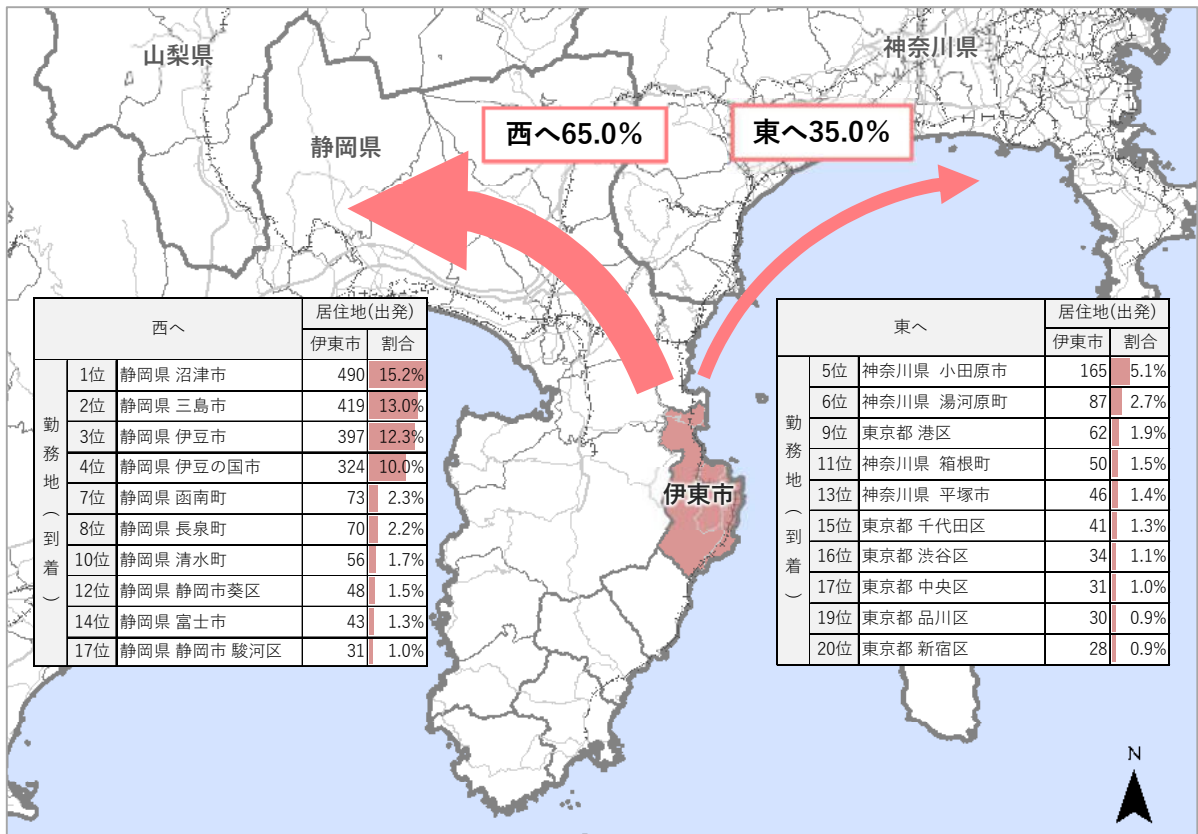 山梨県
神奈川県
静岡県
西へ65.0%
東へ35.0%
西へ 居住地(出発)
伊東市 割合
勤務地(到着)
1位 静岡県 沼津市 490 15.2%
2位 静岡県 三島市 419 13.0%
3位 静岡県 伊豆市 397 12.3%
4位 静岡県 伊豆の国市 324 10.0%
7位 静岡県 函南町 73 2.3%
8位 静岡県 長泉町 70 2.2%
10位 静岡県 清水町 56 1.7%
12位 静岡県 静岡市葵区 48 1.5%
14位 静岡県 富士市 43 1.3%
17位 静岡県 静岡市 駿河区 31 1.0%
東へ 居住地(出発)
伊東市 割合
勤務地(到着)
5位 神奈川県 小田原市 165 5.1%
6位 神奈川県 湯河原町 87 2.7%
9位 東京都 港区 62 1.9%
11位 神奈川県 箱根町 50 1.5%
13位 神奈川県 平塚市 46 1.4%
15位 東京都 千代田区 41 1.3%
16位 東京都 渋谷区 34 1.1%
17位 東京都 中央区 31 1.0%
19位 東京都 品川区 30 0.9%
20位 東京都 新宿区 28 0.9%
伊東市
N